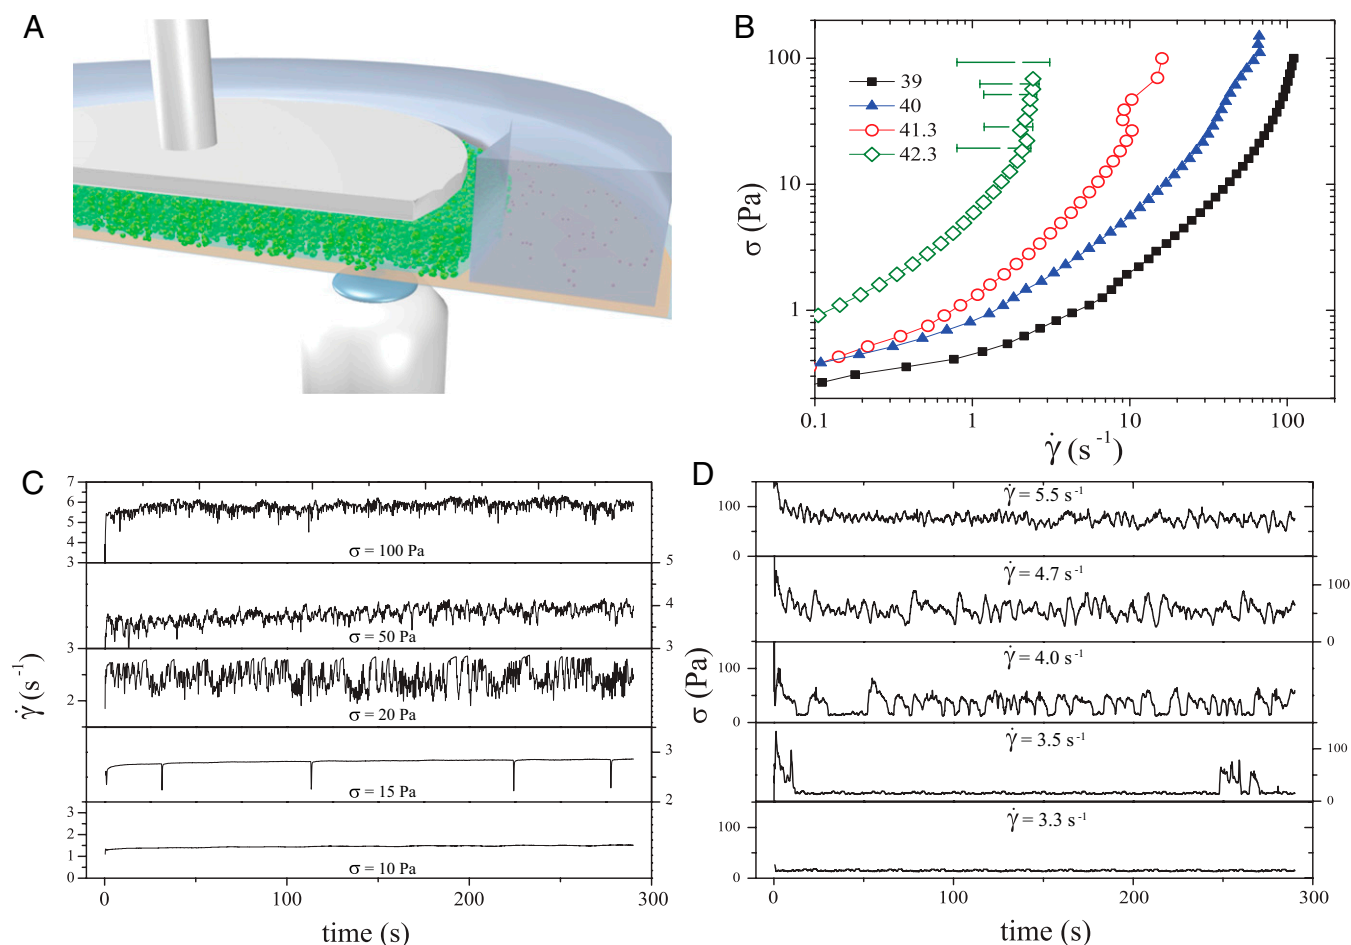 A
B
100
10
1
σ (Pa)
39
40
41.3
42.3
0.1 1 10 100
γ̇ (s⁻¹)
C
7
6
5
4
3
σ = 100 Pa
5
4
3
3
σ = 50 Pa
2
σ = 20 Pa
3
2
σ = 15 Pa
3
2
1.5
0
σ = 10 Pa
γ̇ (s⁻¹)
0 100 200 300
time (s)
D
100
0
γ̇ = 5.5 s⁻¹
100
0
γ̇ = 4.7 s⁻¹
100
0
γ̇ = 4.0 s⁻¹
100
0
γ̇ = 3.5 s⁻¹
100
0
γ̇ = 3.3 s⁻¹
σ (Pa)
0 100 200 300
time (s)